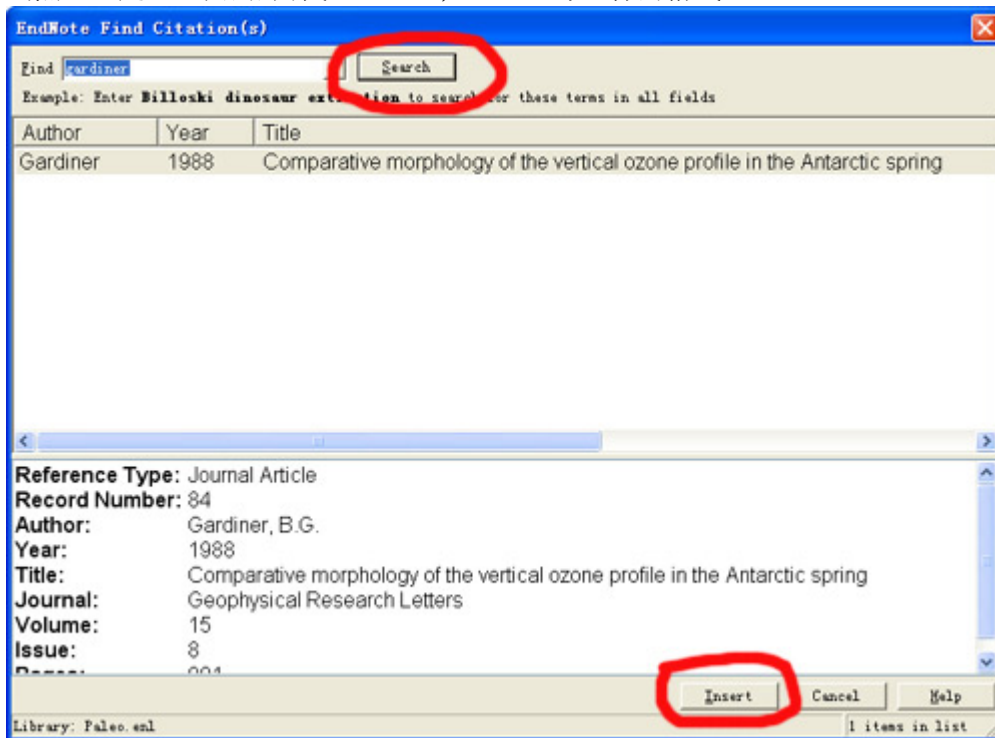 EndNote Find Citation(s)
Find gardiner Search
Example: Enter Billoski dinosaur extinction to search for these terms in all fields
Author Year Title
Gardiner 1988 Comparative morphology of the vertical ozone profile in the Antarctic spring
Reference Type: Journal Article
Record Number: 84
Author: Gardiner, B.G.
Year: 1988
Title: Comparative morphology of the vertical ozone profile in the Antarctic spring
Journal: Geophysical Research Letters
Volume: 15
Issue: 8
Insert Cancel Help
Library: Paleo.enl 1 items in list